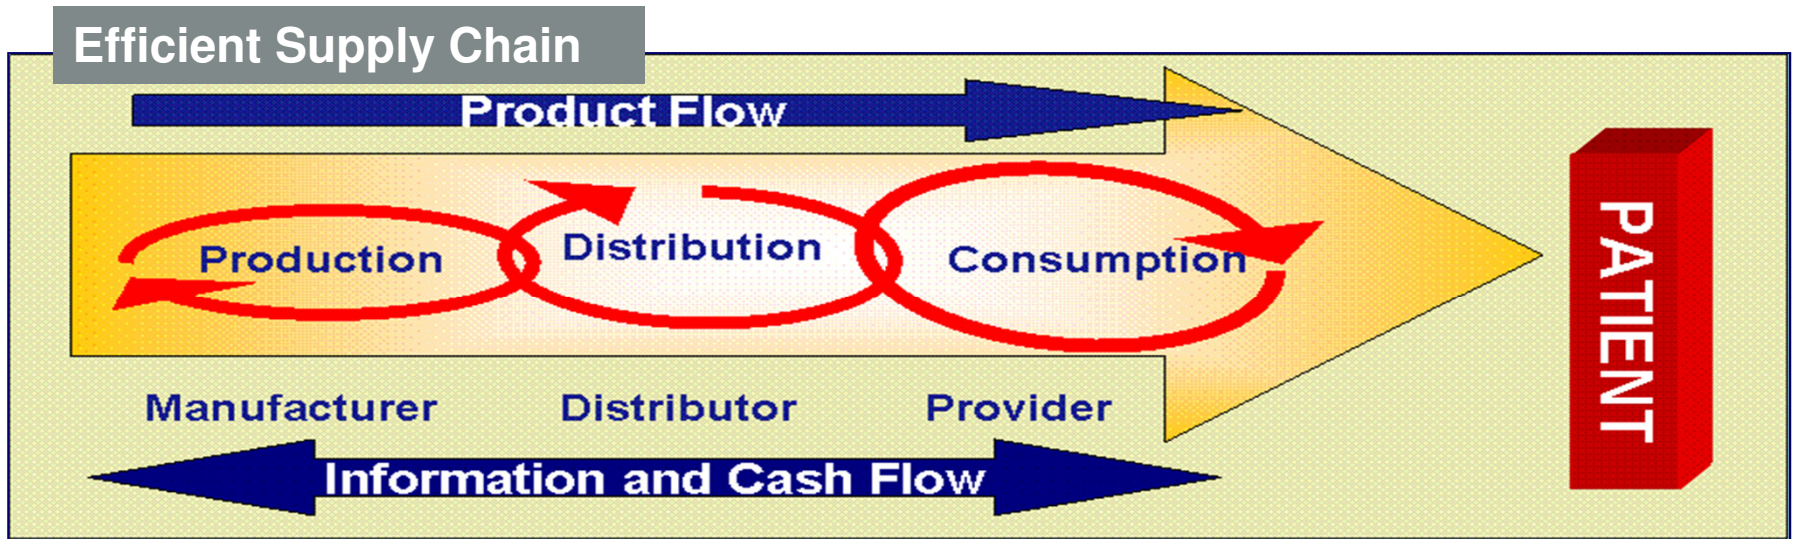 Efficient Supply Chain
Product Flow
Production
Distribution
Consumption
Manufacturer
Distributor
Provider
Information and Cash Flow
PATIENT